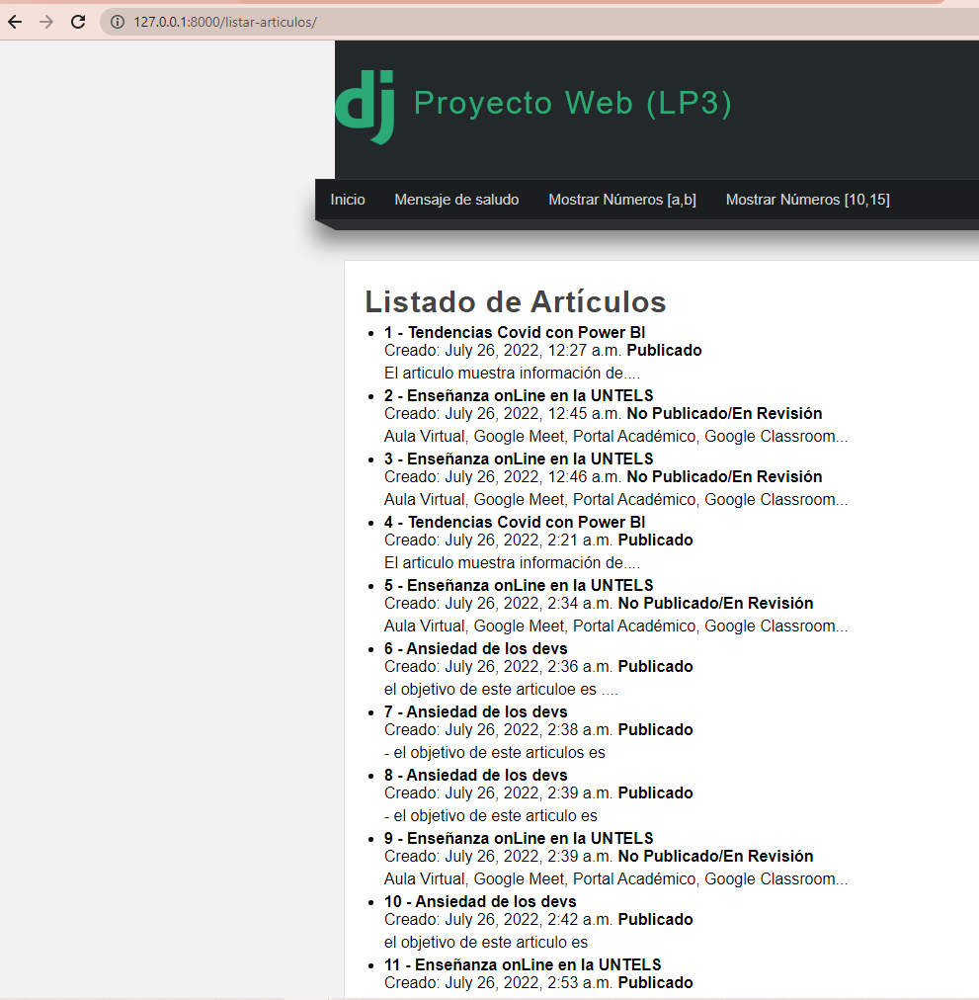 127.0.0.1:8000/listar-articulos/
dj
Proyecto Web (LP3)
Inicio Mensaje de saludo Mostrar Números [a,b] Mostrar Números [10,15]
Listado de Artículos
1 - Tendencias Covid con Power BI
Creado: July 26, 2022, 12:27 a.m. Publicado
El articulo muestra información de....
2 - Enseñanza onLine en la UNTELS
Creado: July 26, 2022, 12:45 a.m. No Publicado/En Revisión
Aula Virtual, Google Meet, Portal Académico, Google Classroom...
3 - Enseñanza onLine en la UNTELS
Creado: July 26, 2022, 12:46 a.m. No Publicado/En Revisión
Aula Virtual, Google Meet, Portal Académico, Google Classroom...
4 - Tendencias Covid con Power BI
Creado: July 26, 2022, 2:21 a.m. Publicado
El articulo muestra información de....
5 - Enseñanza onLine en la UNTELS
Creado: July 26, 2022, 2:34 a.m. No Publicado/En Revisión
Aula Virtual, Google Meet, Portal Académico, Google Classroom...
6 - Ansiedad de los devs
Creado: July 26, 2022, 2:36 a.m. Publicado
el objetivo de este articuloe es ....
7 - Ansiedad de los devs
Creado: July 26, 2022, 2:38 a.m. Publicado
- el objetivo de este articulos es
8 - Ansiedad de los devs
Creado: July 26, 2022, 2:39 a.m. Publicado
- el objetivo de este articulo es
9 - Enseñanza onLine en la UNTELS
Creado: July 26, 2022, 2:39 a.m. No Publicado/En Revisión
Aula Virtual, Google Meet, Portal Académico, Google Classroom...
10 - Ansiedad de los devs
Creado: July 26, 2022, 2:42 a.m. Publicado
el objetivo de este articulo es
11 - Enseñanza onLine en la UNTELS
Creado: July 26, 2022, 2:53 a.m. Publicado